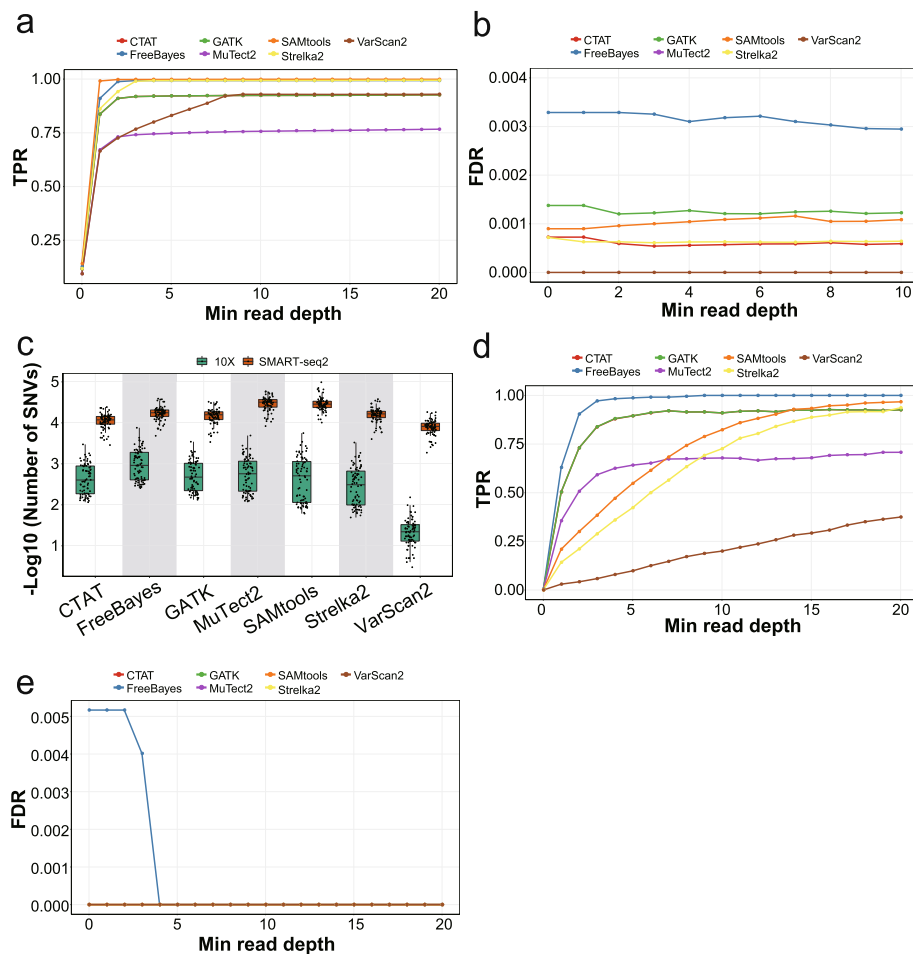 a
CTAT GATK SAMtools VarScan2
FreeBayes MuTect2 Strelka2
1.00
0.75
0.50
0.25
TPR
0 5 10 15 20
Min read depth
b
CTAT GATK SAMtools VarScan2
FreeBayes MuTect2 Strelka2
0.004
0.003
0.002
0.001
0.000
FDR
0 2 4 6 8 10
Min read depth
c
10X SMART-seq2
5
4
3
2
1
-Log10 (Number of SNVs)
CTAT FreeBayes GATK MuTect2 SAMtools Strelka2 VarScan2
d
CTAT GATK SAMtools VarScan2
FreeBayes MuTect2 Strelka2
1.00
0.75
0.50
0.25
0.00
TPR
0 5 10 15 20
Min read depth
e
CTAT GATK SAMtools VarScan2
FreeBayes MuTect2 Strelka2
0.005
0.004
0.003
0.002
0.001
0.000
FDR
0 5 10 15 20
Min read depth